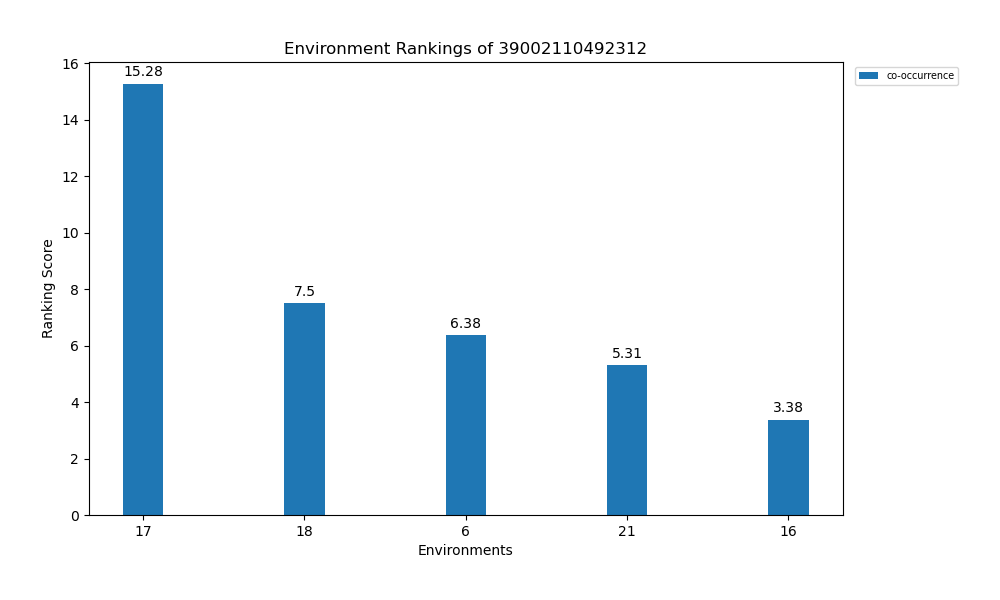 Environment Rankings of 39002110492312
co-occurrence
Ranking Score
16
14
12
10
8
6
4
2
0
15.28
7.5
6.38
5.31
3.38
17 18 6 21 16
Environments